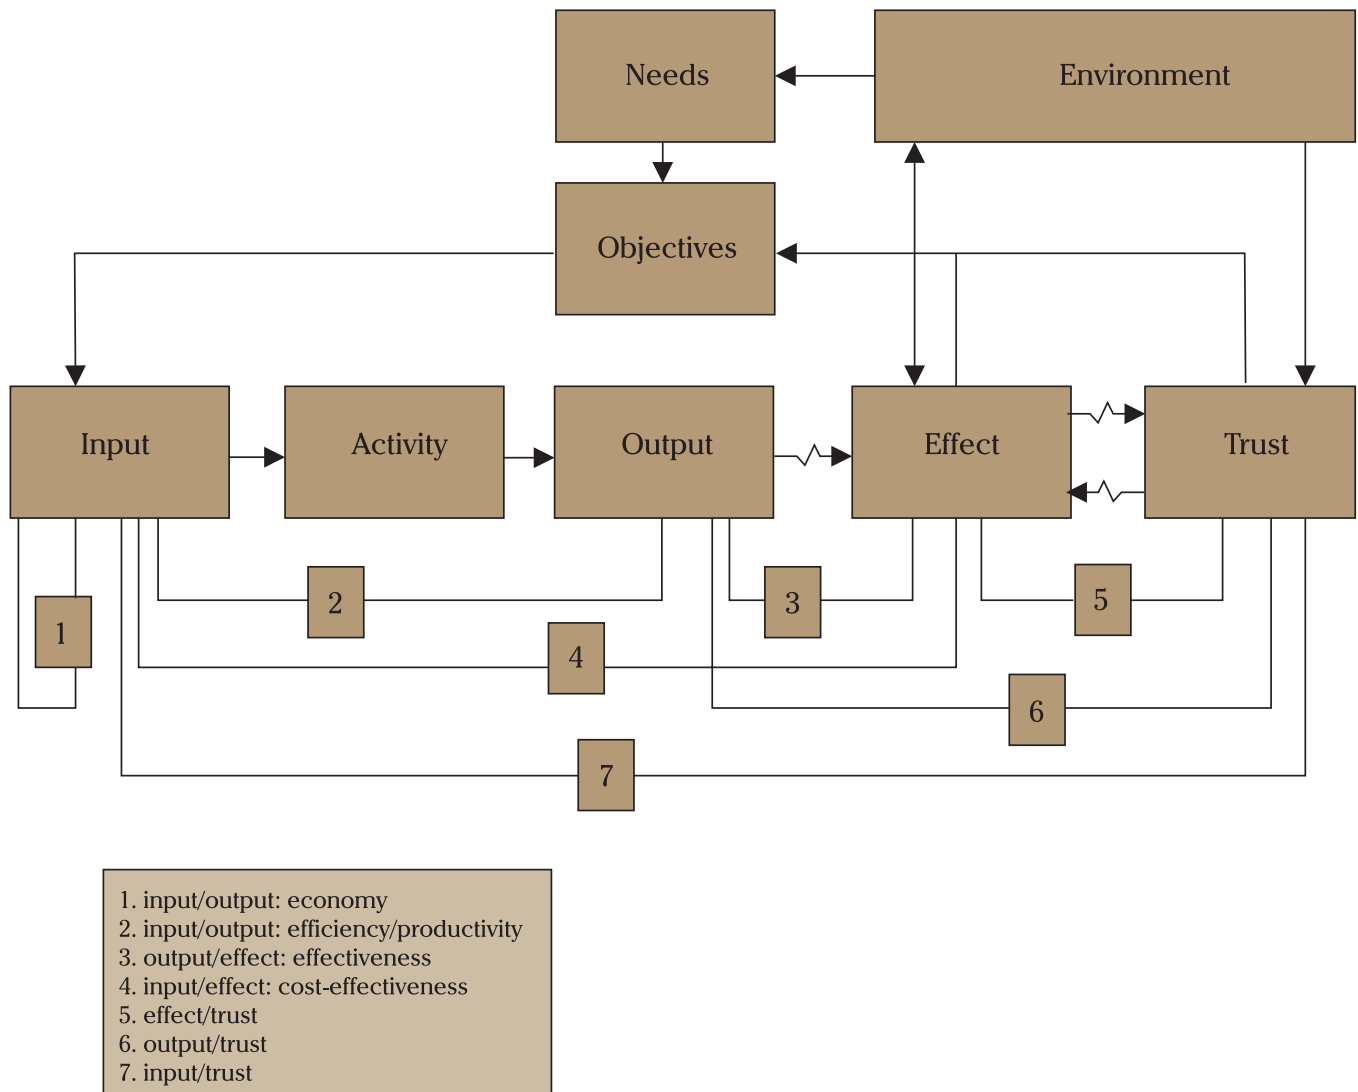 Needs
Environment
Objectives
Input
Activity
Output
Effect
Trust
1
2
3
4
5
6
7
1. input/output: economy
2. input/output: efficiency/productivity
3. output/effect: effectiveness
4. input/effect: cost-effectiveness
5. effect/trust
6. output/trust
7. input/trust